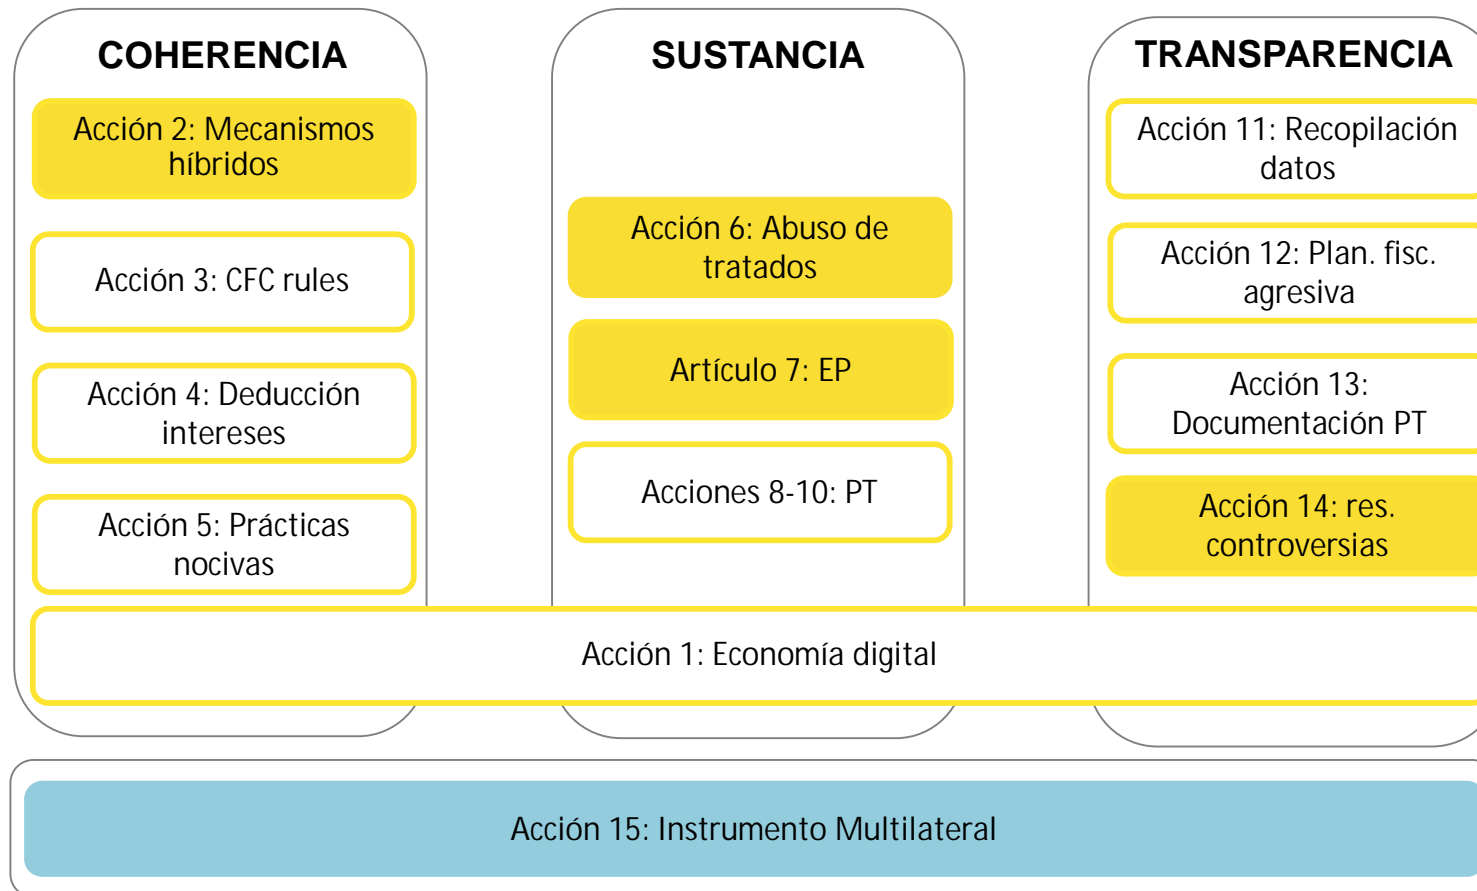 COHERENCIA
Acción 2: Mecanismos
híbridos
Acción 3: CFC rules
Acción 4: Deducción
intereses
Acción 5: Prácticas
nocivas
SUSTANCIA
Acción 6: Abuso de
tratados
Artículo 7: EP
Acciones 8-10: PT
TRANSPARENCIA
Acción 11: Recopilación
datos
Acción 12: Plan. fisc.
agresiva
Acción 13:
Documentación PT
Acción 14: res.
controversias
Acción 1: Economía digital
Acción 15: Instrumento Multilateral